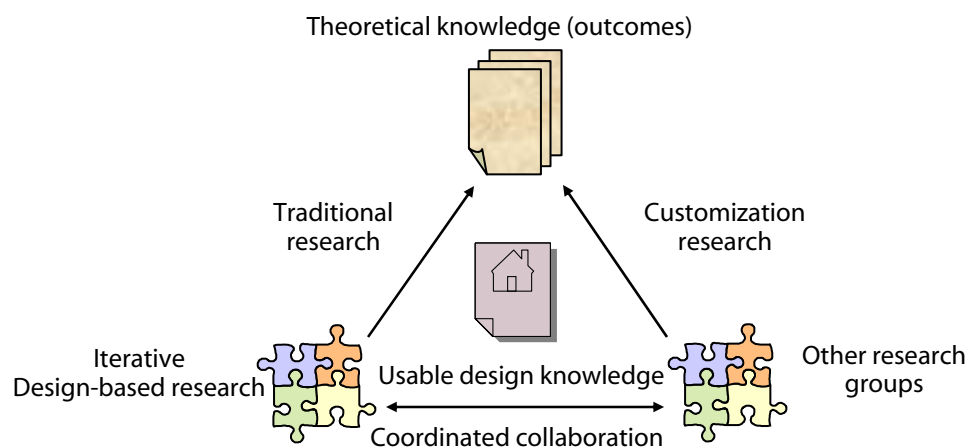 Theoretical knowledge (outcomes)
Traditional
research
Customization
research
Iterative
Design-based research
Usable design knowledge
Other research
groups
Coordinated collaboration